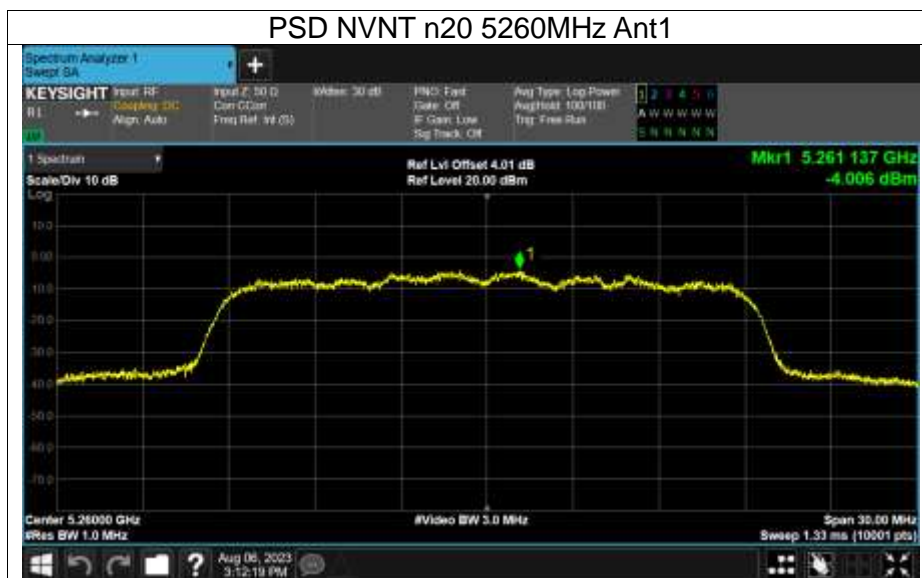 PSD NVNT n20 5260MHz Ant1
Spectrum Analyzer 1
Swept SA
+
KEYSIGHT Input: RF
Coupling: DC
Align: Auto
Input Z: 50 Ω
Corr CCorr
Freq Ref: Int (S)
Atten: 30 dB
PNO: Fast
Gate: Off
IF Gain: Low
Sig Track: Off
Avg Type: Log-Power
Avg|Hold: 100/100
Trig: Free Run
1 2 3 4 5 6
A W W W W W
S N N N N N
1 Spectrum
Scale/Div 10 dB
Log
Ref Lvl Offset 4.01 dB
Ref Level 20.00 dBm
Mkr1 5.261 137 GHz
-4.006 dBm
10.0
0.00
-10.0
-20.0
-30.0
-40.0
-50.0
-60.0
-70.0
1
Center 5.26000 GHz
#Res BW 1.0 MHz
#Video BW 3.0 MHz
Span 30.00 MHz
Sweep 1.33 ms (10001 pts)
?
Aug 06, 2023
3:12:19 PM